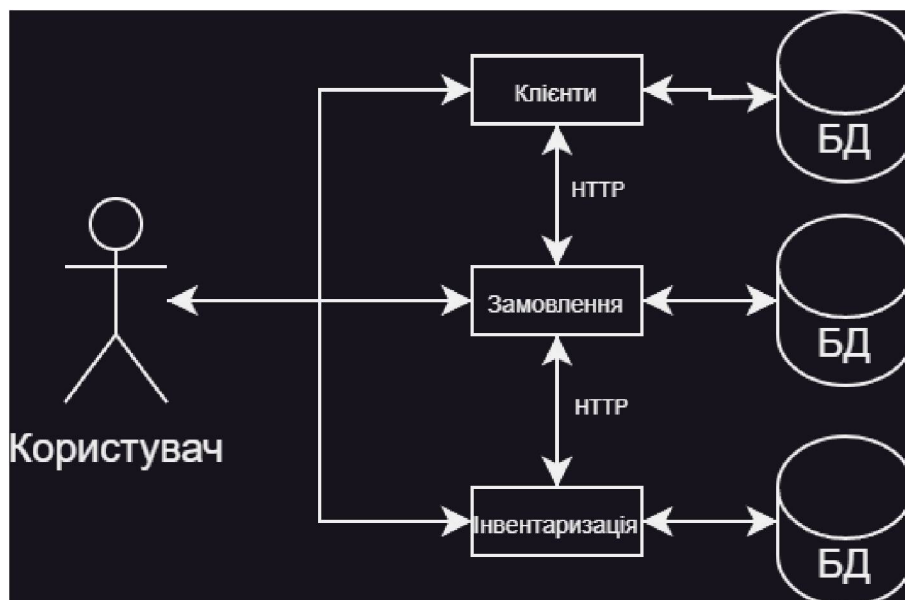 Клієнти
БД
HTTP
Замовлення
БД
Користувач
HTTP
Інвентаризація
БД